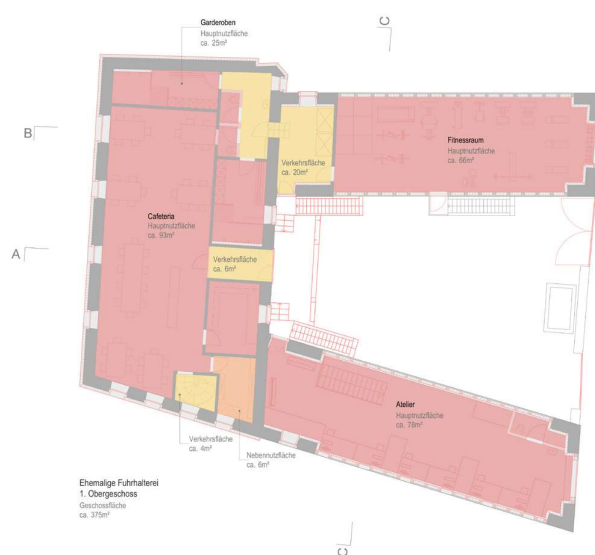 Garderoben
Hauptnutzfläche
ca. 25m²
C
B
Fitnessraum
Hauptnutzfläche
ca. 66m²
Verkehrsfläche
ca. 20m²
Cafeteria
Hauptnutzfläche
ca. 93m²
A
Verkehrsfläche
ca. 6m²
Atelier
Hauptnutzfläche
ca. 78m²
Verkehrsfläche
ca. 4m²
Nebennutzfläche
ca. 6m²
Ehemalige Fuhrhalterei
1. Obergeschoss
Geschossfläche
ca. 375m²
C